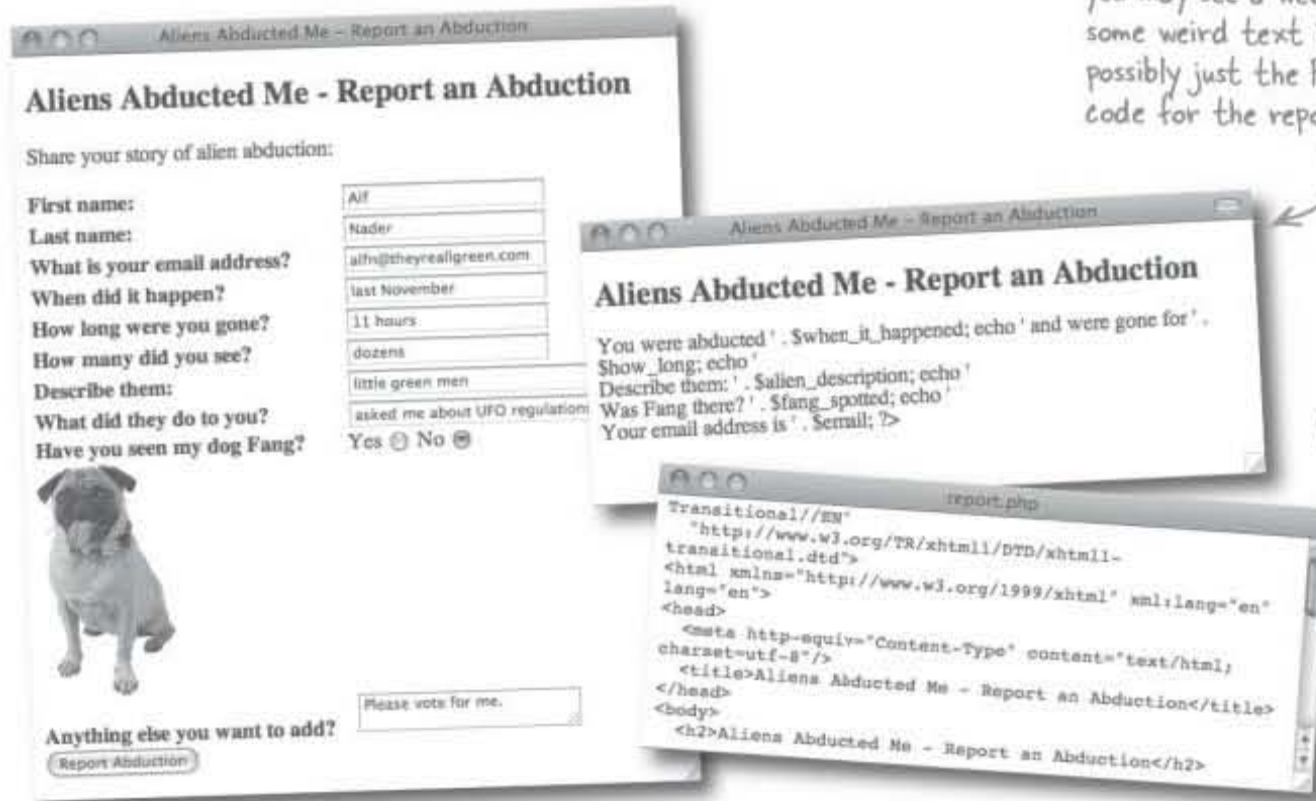 some weird text
possibly just the
code for the
Aliens Abducted Me - Report an Abduction
Aliens Abducted Me - Report an Abduction
Share your story of alien abduction:
First name: Alf
Last name: Nader
What is your email address? alfn@theyreallgreen.com
When did it happen? last November
How long were you gone? 11 hours
How many did you see? dozens
Describe them: little green men
What did they do to you? asked me about UFO regulations
Have you seen my dog Fang? Yes No
Anything else you want to add? Please vote for me.
Report Abduction
Aliens Abducted Me - Report an Abduction
Aliens Abducted Me - Report an Abduction
You were abducted ' . $when_it_happened; echo ' and were gone for ' .
$how_long; echo '
Describe them: ' . $alien_description; echo '
Was Fang there? ' . $fang_spotted; echo '
Your email address is ' . $email; ?>
report.php
Transitional//EN"
"http://www.w3.org/TR/xhtml1/DTD/xhtml1-
transitional.dtd">
<html xmlns="http://www.w3.org/1999/xhtml" xml:lang="en"
lang="en">
<head>
<meta http-equiv="Content-Type" content="text/html;
charset=utf-8"/>
<title>Aliens Abducted Me - Report an Abduction</title>
</head>
<body>
<h2>Aliens Abducted Me - Report an Abduction</h2>